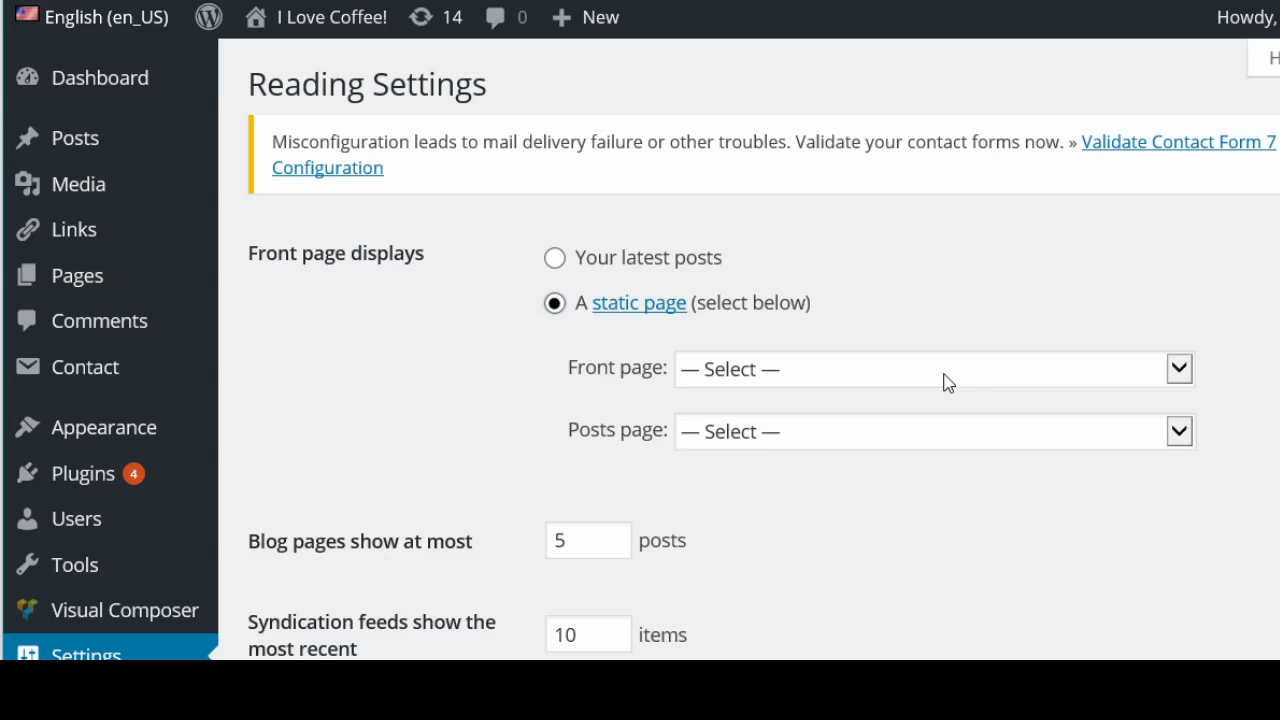 English (en_US) I Love Coffee! 14 0 New Howdy,
H
Dashboard
Posts
Media
Links
Pages
Comments
Contact
Appearance
Plugins 4
Users
Tools
Visual Composer
Settings
Reading Settings
Misconfiguration leads to mail delivery failure or other troubles. Validate your contact forms now. » Validate Contact Form 7
Configuration
Front page displays
Your latest posts
A static page (select below)
Front page: — Select —
Posts page: — Select —
Blog pages show at most 5 posts
Syndication feeds show the
most recent
10 items